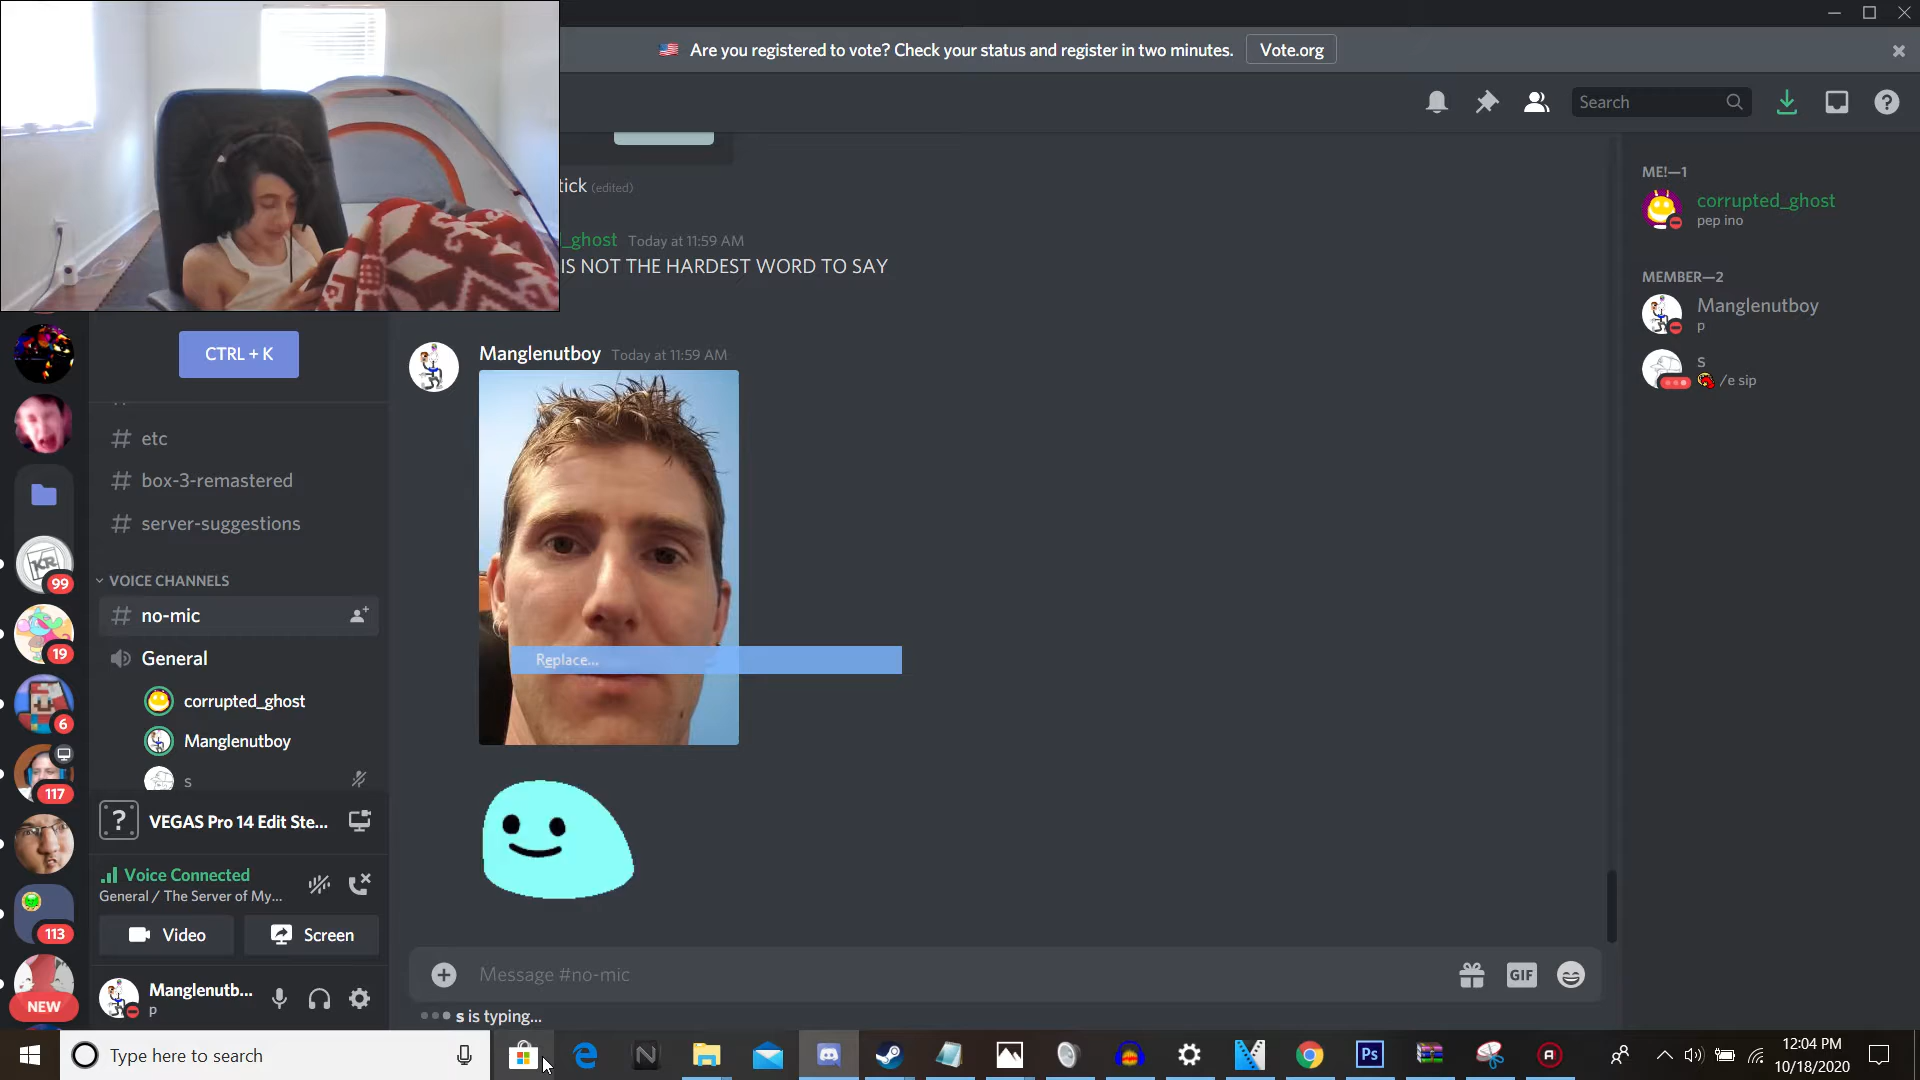 Are you registered to vote? Check your status and register in two minutes.
Vote.org
Search
tick (edited)
_ghost Today at 11:59 AM
IS NOT THE HARDEST WORD TO SAY
ME!—1
corrupted_ghost
pep ino
MEMBER—2
Manglenutboy
p
s
/e sip
CTRL + K
etc
box-3-remastered
server-suggestions
VOICE CHANNELS
no-mic
General
corrupted_ghost
Manglenutboy
s
Manglenutboy Today at 11:59 AM
Replace...
KR
99
19
6
117
113
NEW
VEGAS Pro 14 Edit Ste...
Voice Connected
General / The Server of My...
Video
Screen
Manglenutb...
p
Message #no-mic
GIF
s is typing...
Type here to search
N
Ps
12:04 PM
10/18/2020